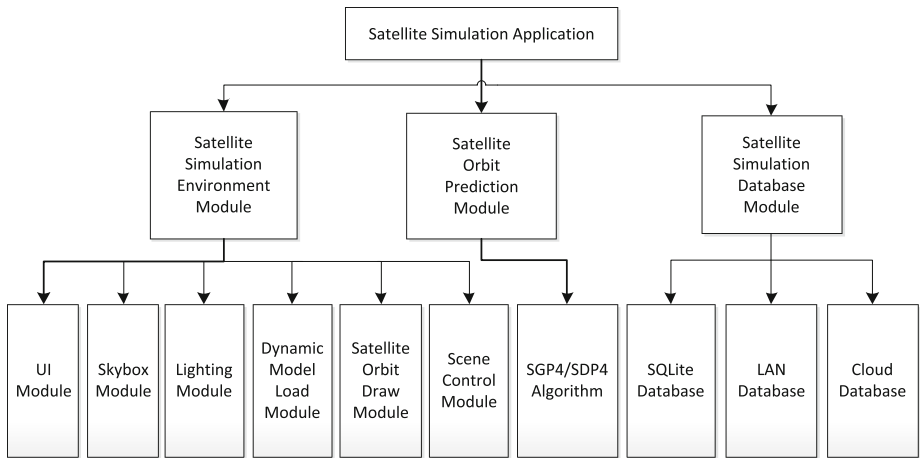 Satellite Simulation Application
Satellite
Simulation
Environment
Module
Satellite
Orbit
Prediction
Module
Satellite
Simulation
Database
Module
UI
Module
Skybox
Module
Lighting
Module
Dynamic
Model
Load
Module
Satellite
Orbit
Draw
Module
Scene
Control
Module
SGP4/SDP4
Algorithm
SQLite
Database
LAN
Database
Cloud
Database